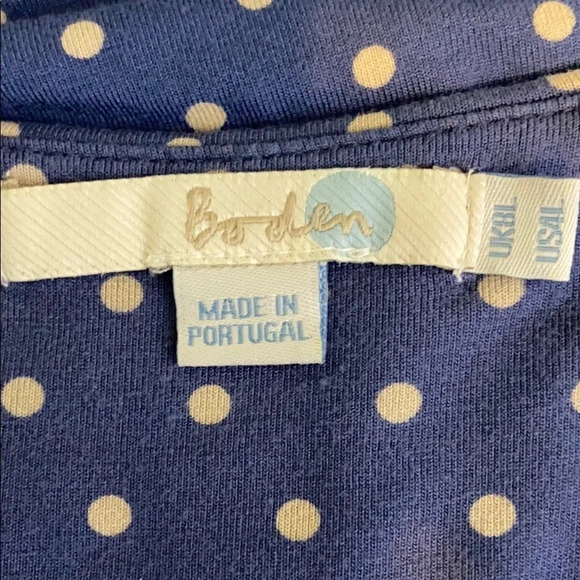 Boden
MADE IN
PORTUGAL
UK8L
US4L